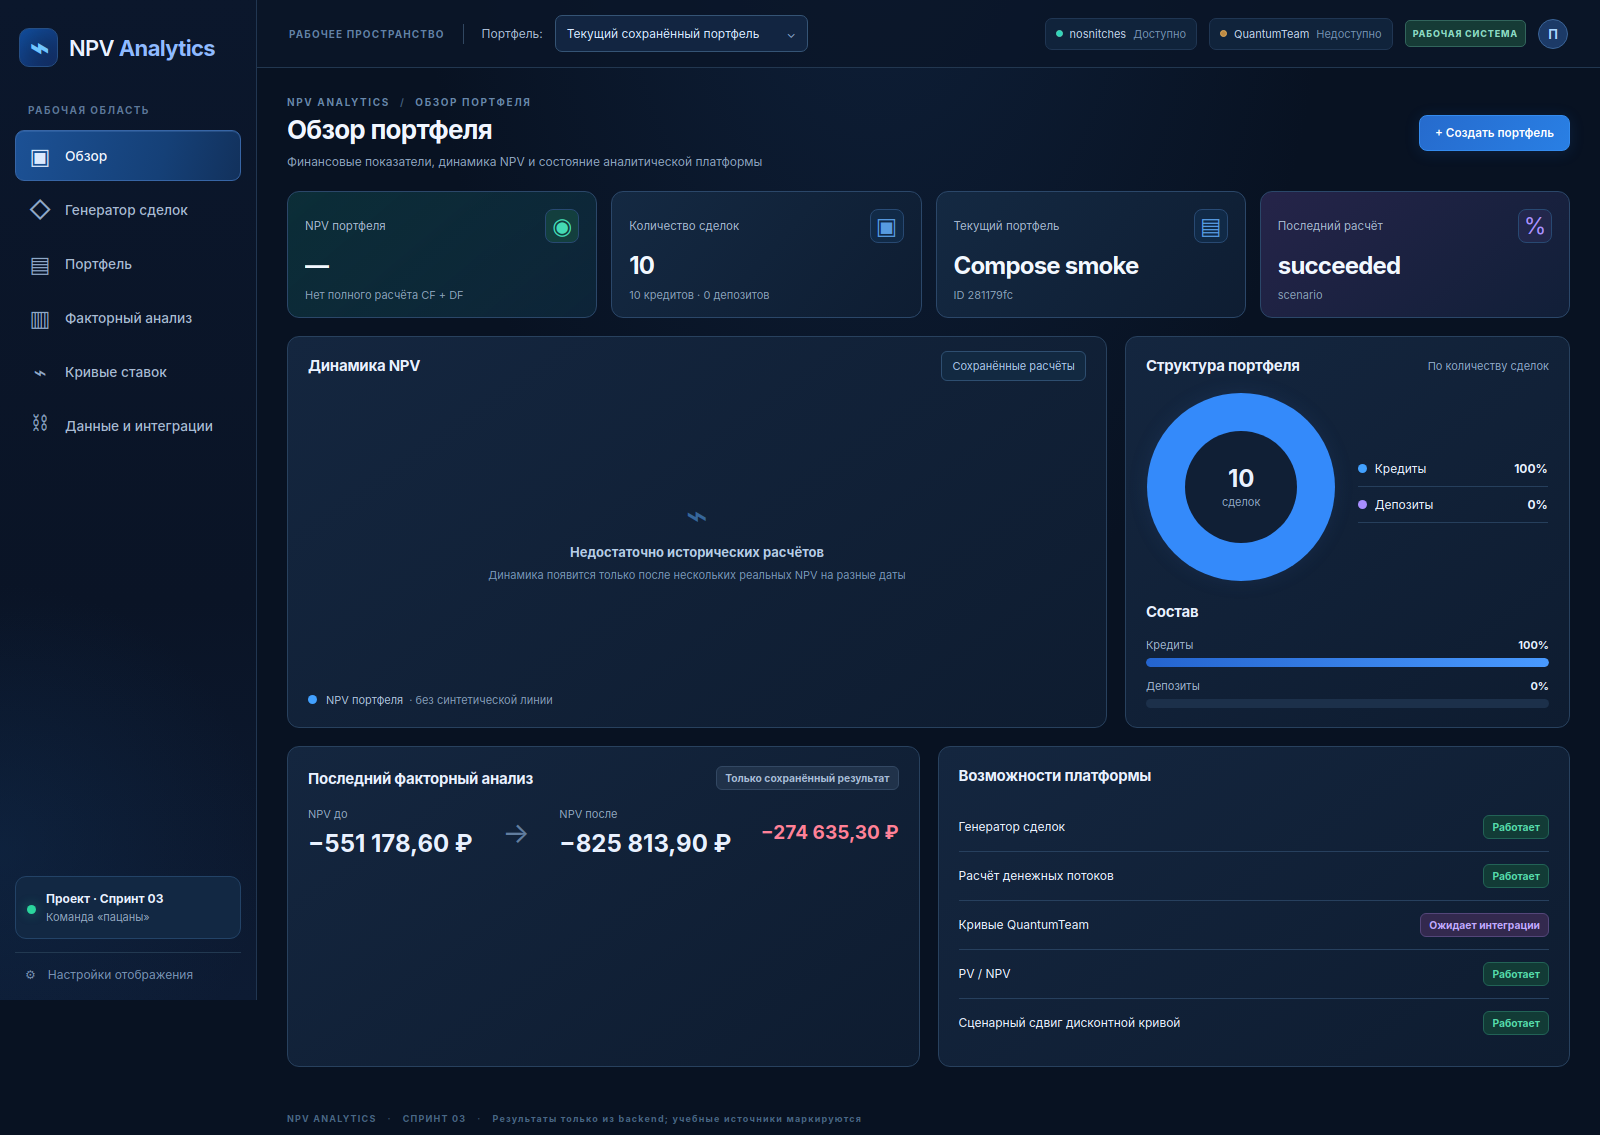 NPV Analytics
РАБОЧАЯ ОБЛАСТЬ
Обзор
Генератор сделок
Портфель
Факторный анализ
Кривые ставок
Данные и интеграции
Проект · Спринт 03
Команда «пацаны»
Настройки отображения
РАБОЧЕЕ ПРОСТРАНСТВО
Портфель:
Текущий сохранённый портфель
nosnitches Доступно
QuantumTeam Недоступно
РАБОЧАЯ СИСТЕМА
П
NPV ANALYTICS / ОБЗОР ПОРТФЕЛЯ
Обзор портфеля
Финансовые показатели, динамика NPV и состояние аналитической платформы
+ Создать портфель
NPV портфеля
—
Нет полного расчёта CF + DF
Количество сделок
10
10 кредитов · 0 депозитов
Текущий портфель
Compose smoke
ID 281179fc
Последний расчёт
%
succeeded
scenario
Динамика NPV
Сохранённые расчёты
Недостаточно исторических расчётов
Динамика появится только после нескольких реальных NPV на разные даты
NPV портфеля · без синтетической линии
Структура портфеля
По количеству сделок
10
сделок
Кредиты 100%
Депозиты 0%
Состав
Кредиты 100%
Депозиты 0%
Последний факторный анализ
Только сохранённый результат
NPV до
−551 178,60 ₽
→
NPV после
−825 813,90 ₽
−274 635,30 ₽
Возможности платформы
Генератор сделок Работает
Расчёт денежных потоков Работает
Кривые QuantumTeam Ожидает интеграции
PV / NPV Работает
Сценарный сдвиг дисконтной кривой Работает
NPV ANALYTICS · СПРИНТ 03 · Результаты только из backend; учебные источники маркируются